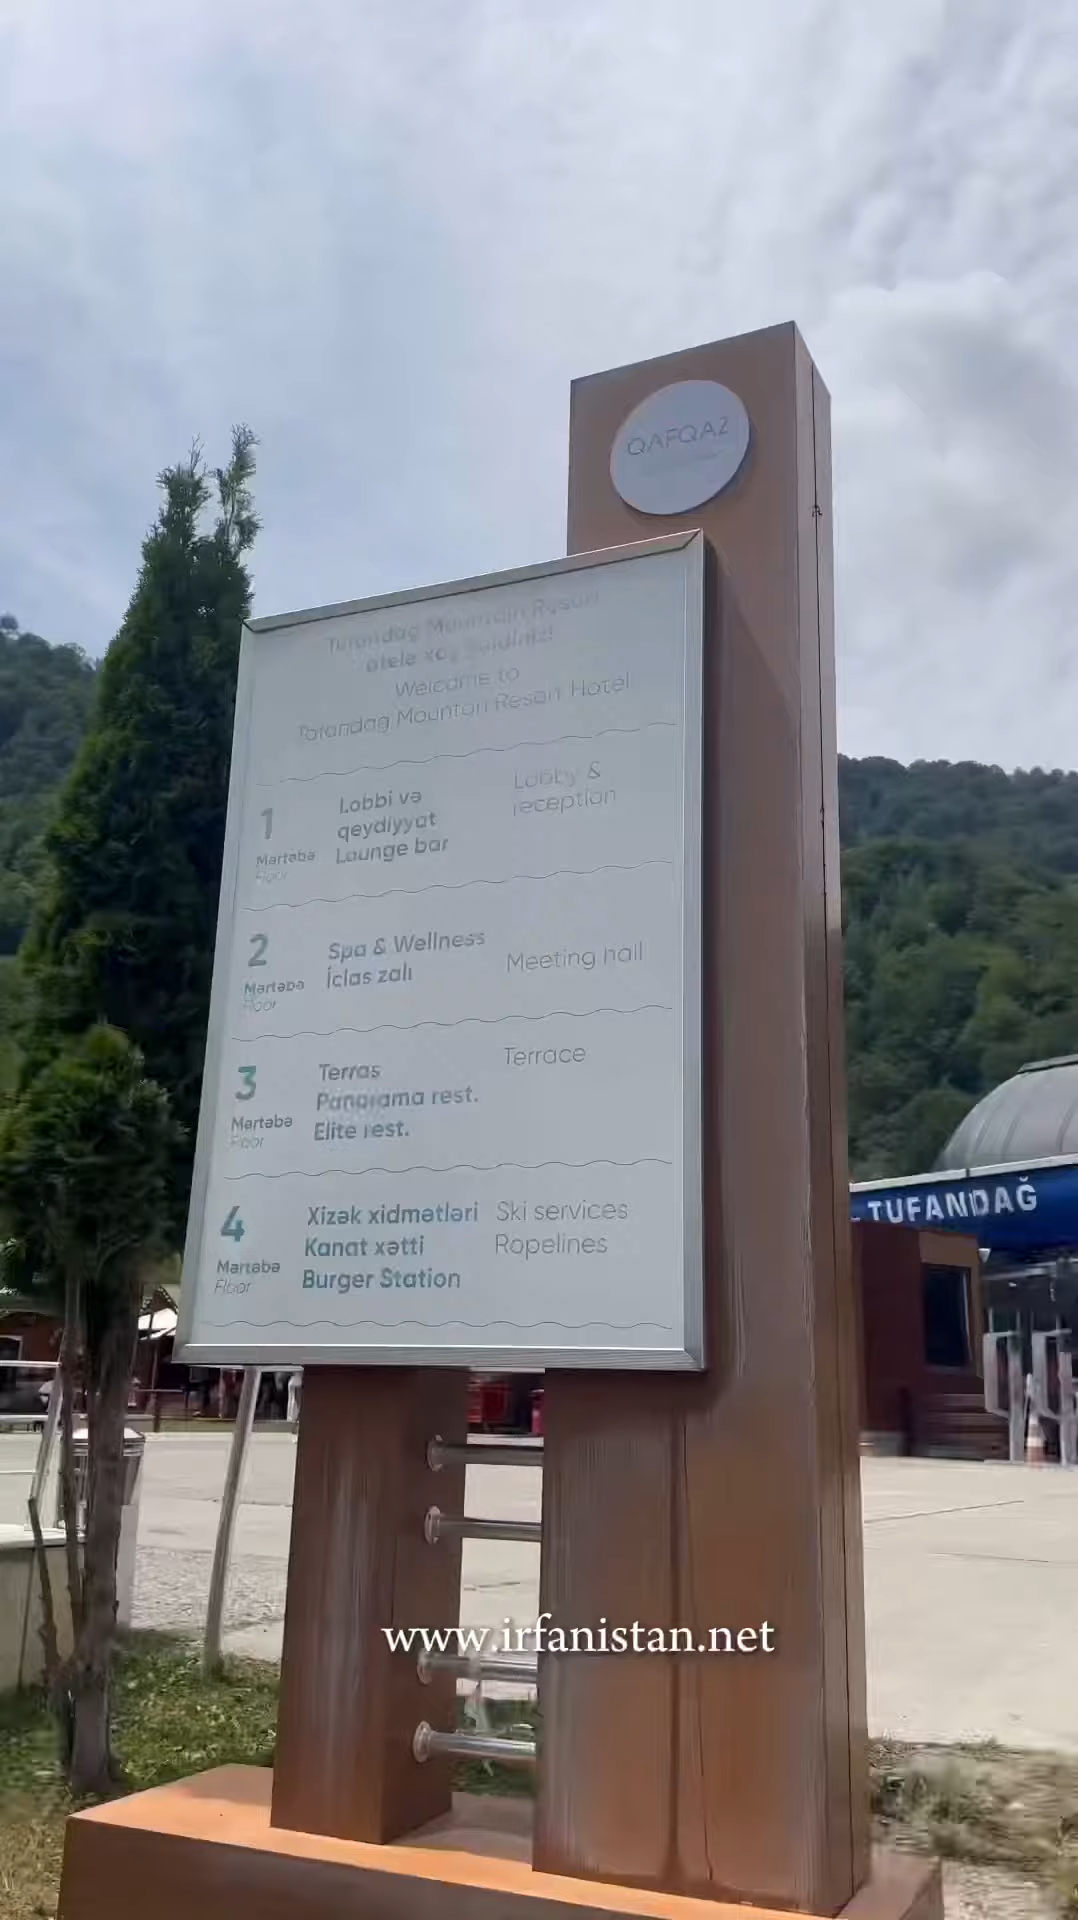 QAFQAZ
Tufandag Mountain Resort
otele xoş gəldiniz!
Welcome to
Tufandag Mountain Resort Hotel
1
Mərtəbə
Floor
Lobbi və
qeydiyyat
Lounge bar
Lobby &
reception
2
Mərtəbə
Floor
Spa & Wellness
İclas zalı
Meeting hall
3
Mərtəbə
Floor
Terras
Panorama rest.
Elite rest.
Terrace
4
Mərtəbə
Floor
Xizək xidmətləri
Kanat xətti
Burger Station
Ski services
Ropelines
TUFANDAĞ
www.irfanistan.net